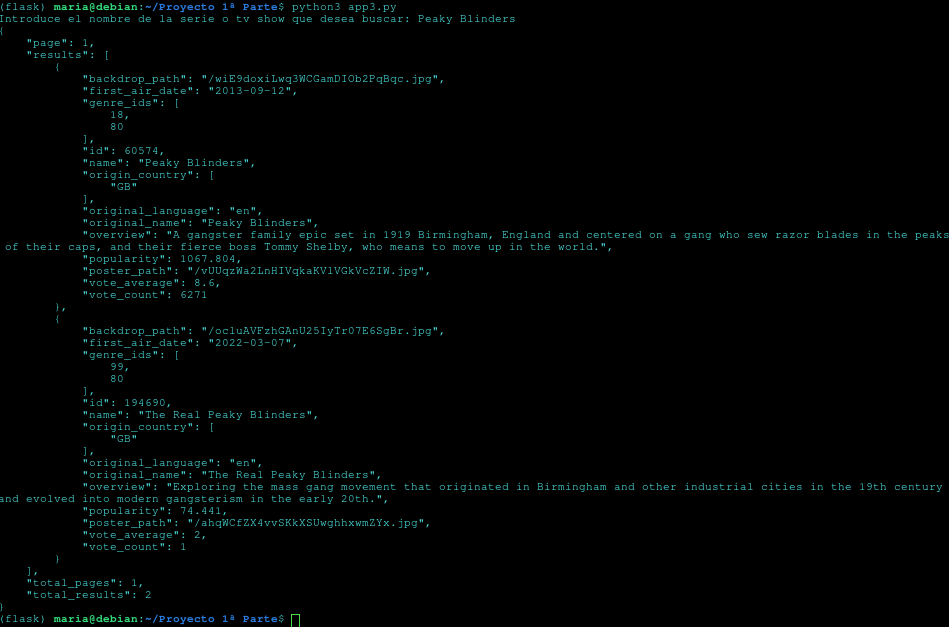 (flask) maria@debian:~/Proyecto 1ª Parte$ python3 app3.py
Introduce el nombre de la serie o tv show que desea buscar: Peaky Blinders
{
    "page": 1,
    "results": [
        {
            "backdrop_path": "/wiE9doxiLwq3WCGamDIOb2PqBqc.jpg",
            "first_air_date": "2013-09-12",
            "genre_ids": [
                18,
                80
            ],
            "id": 60574,
            "name": "Peaky Blinders",
            "origin_country": [
                "GB"
            ],
            "original_language": "en",
            "original_name": "Peaky Blinders",
            "overview": "A gangster family epic set in 1919 Birmingham, England and centered on a gang who sew razor blades in the peaks
 of their caps, and their fierce boss Tommy Shelby, who means to move up in the world.",
            "popularity": 1067.804,
            "poster_path": "/vUUqzWa2LnHIVqkaKVlVGkVcZIW.jpg",
            "vote_average": 8.6,
            "vote_count": 6271
        },
        {
            "backdrop_path": "/oc1uAVFzhGAnU25IyTr07E6SgBr.jpg",
            "first_air_date": "2022-03-07",
            "genre_ids": [
                99,
                80
            ],
            "id": 194690,
            "name": "The Real Peaky Blinders",
            "origin_country": [
                "GB"
            ],
            "original_language": "en",
            "original_name": "The Real Peaky Blinders",
            "overview": "Exploring the mass gang movement that originated in Birmingham and other industrial cities in the 19th century
and evolved into modern gangsterism in the early 20th.",
            "popularity": 74.441,
            "poster_path": "/ahqWCfZX4vvSKkXSUwghhxwmZYx.jpg",
            "vote_average": 2,
            "vote_count": 1
        }
    ],
    "total_pages": 1,
    "total_results": 2
}
(flask) maria@debian:~/Proyecto 1ª Parte$